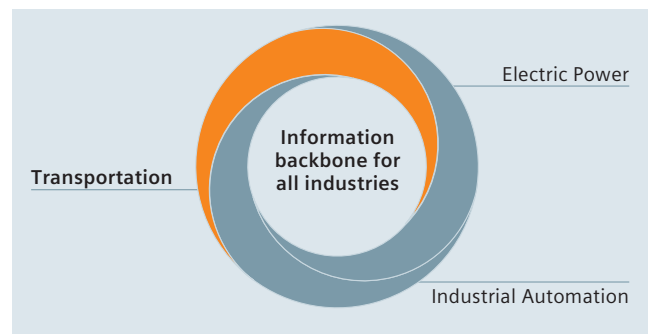 Electric Power
Information
backbone for
all industries
Transportation
Industrial Automation